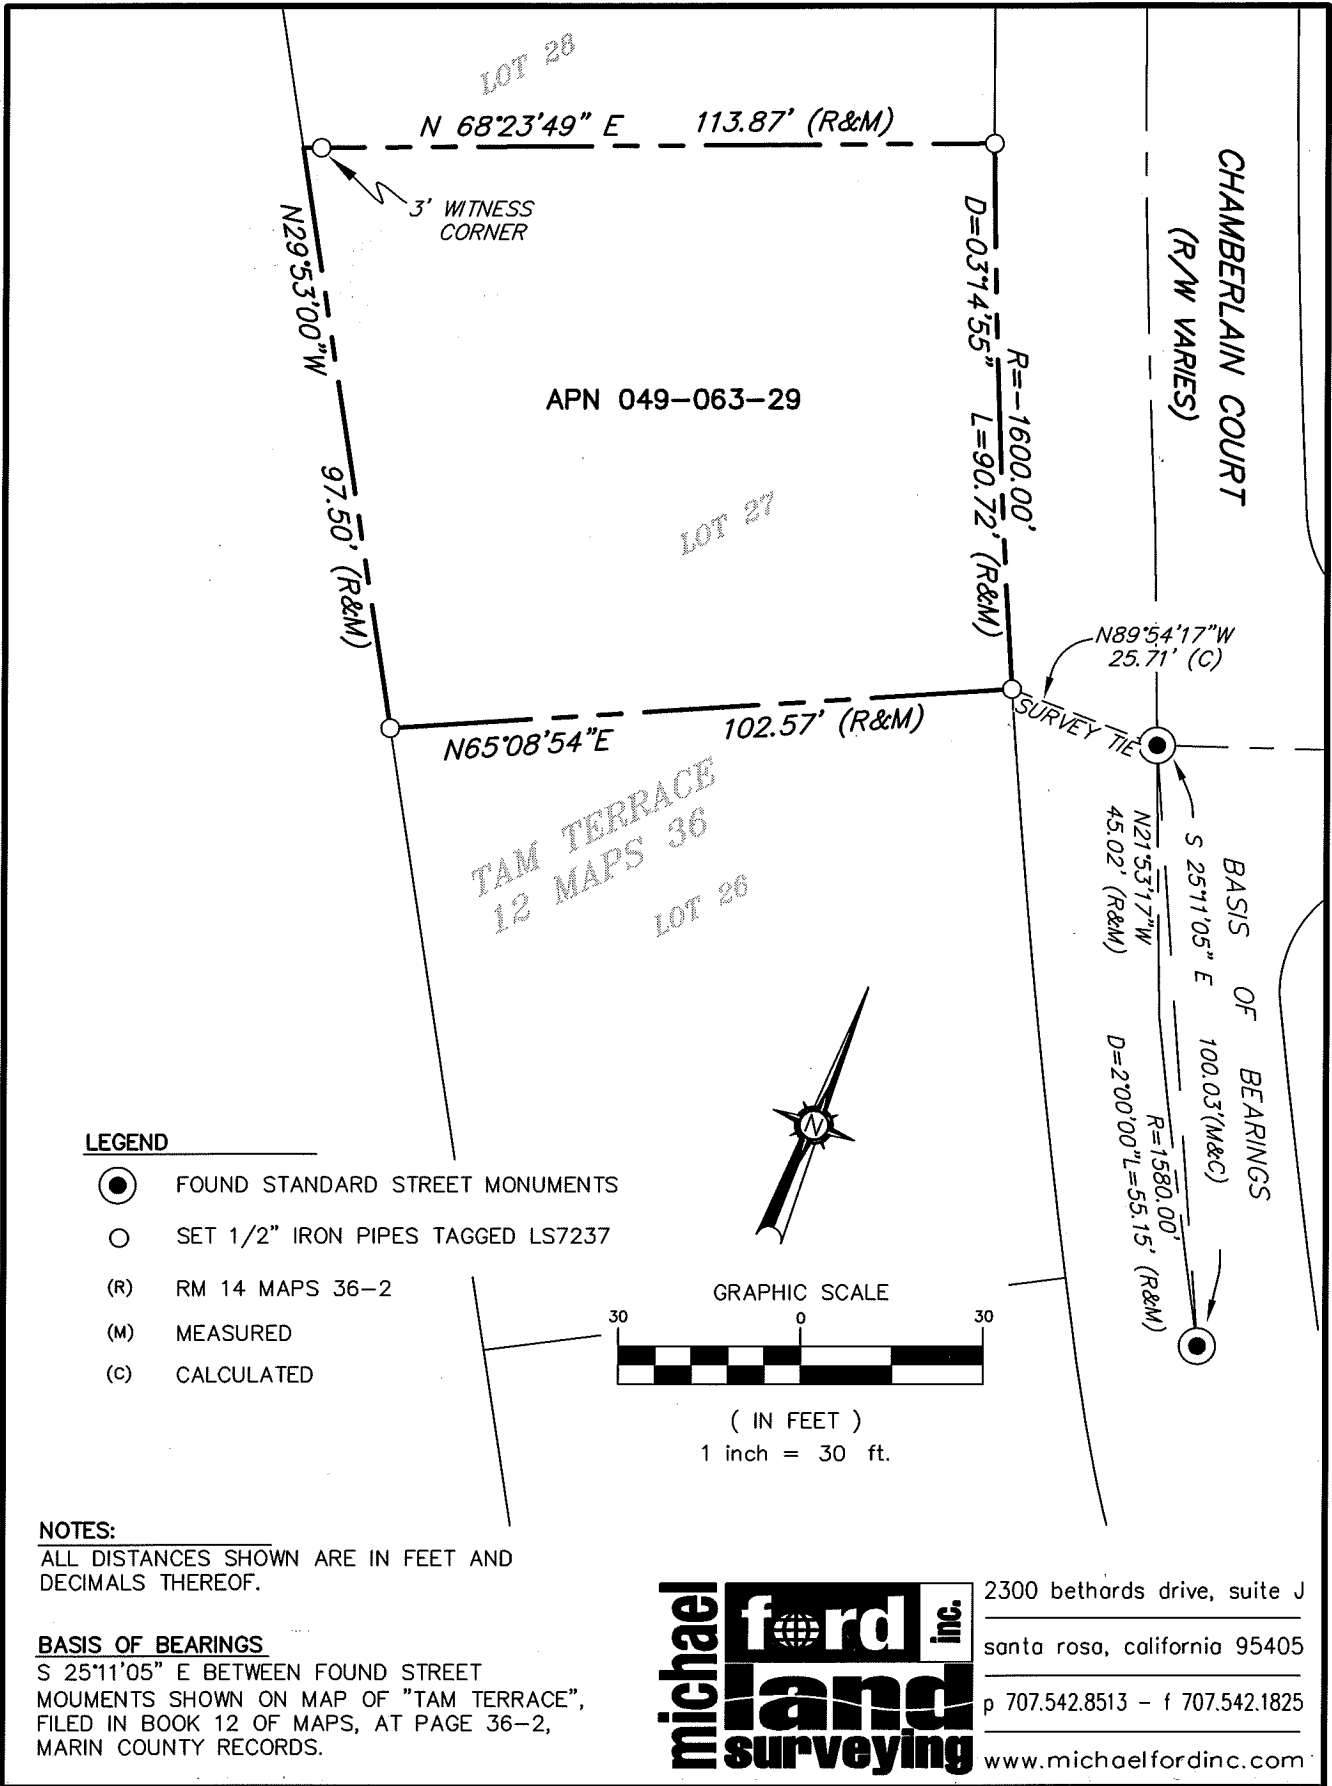 LOT 28
N 68°23'49" E 113.87' (R&M)
3' WITNESS
CORNER
N29°53'00"W 97.50' (R&M)
D=03°14'55" L=90.72' (R&M)
R=-1600.00'
CHAMBERLAIN COURT
(R/W VARIES)
APN 049-063-29
LOT 27
N89°54'17"W
25.71' (C)
SURVEY TIE
N65°08'54"E 102.57' (R&M)
TAM TERRACE
12 MAPS 36
LOT 26
N21°53'17"W
45.02' (R&M)
BASIS OF BEARINGS
S 25°11'05" E 100.03'(M&C)
R=1580.00'
D=2°00'00"L=55.15' (R&M)
N
LEGEND
FOUND STANDARD STREET MONUMENTS
SET 1/2" IRON PIPES TAGGED LS7237
(R) RM 14 MAPS 36-2
(M) MEASURED
(C) CALCULATED
GRAPHIC SCALE
30 0 30
( IN FEET )
1 inch = 30 ft.
NOTES:
ALL DISTANCES SHOWN ARE IN FEET AND
DECIMALS THEREOF.
BASIS OF BEARINGS
S 25°11'05" E BETWEEN FOUND STREET
MOUMENTS SHOWN ON MAP OF "TAM TERRACE",
FILED IN BOOK 12 OF MAPS, AT PAGE 36-2,
MARIN COUNTY RECORDS.
michael
ford inc.
land
surveying
2300 bethards drive, suite J
santa rosa, california 95405
p 707.542.8513 - f 707.542.1825
www.michaelfordinc.com